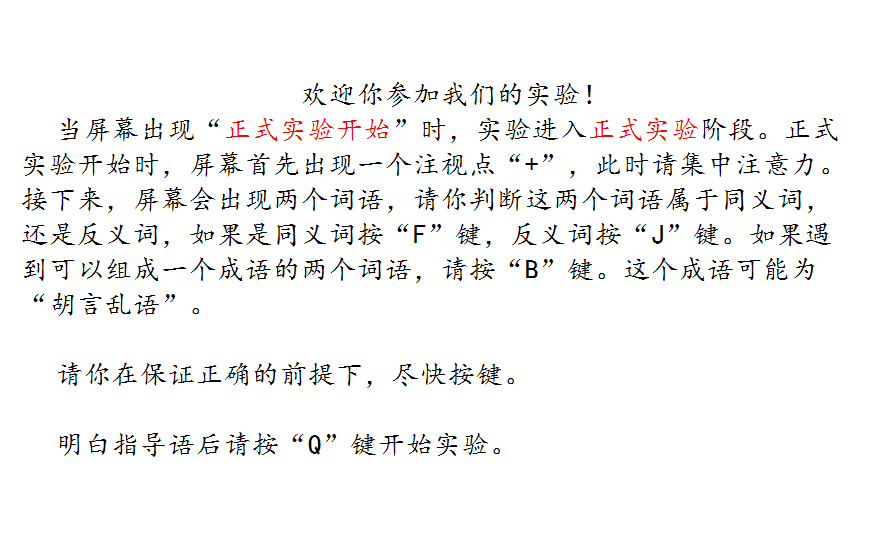 欢迎你参加我们的实验！
当屏幕出现“正式实验开始”时，实验进入正式实验阶段。正式
实验开始时，屏幕首先出现一个注视点“+”，此时请集中注意力。
接下来，屏幕会出现两个词语，请你判断这两个词语属于同义词，
还是反义词，如果是同义词按“F”键，反义词按“J”键。如果遇
到可以组成一个成语的两个词语，请按“B”键。这个成语可能为
“胡言乱语”。
请你在保证正确的前提下，尽快按键。
明白指导语后请按“Q”键开始实验。